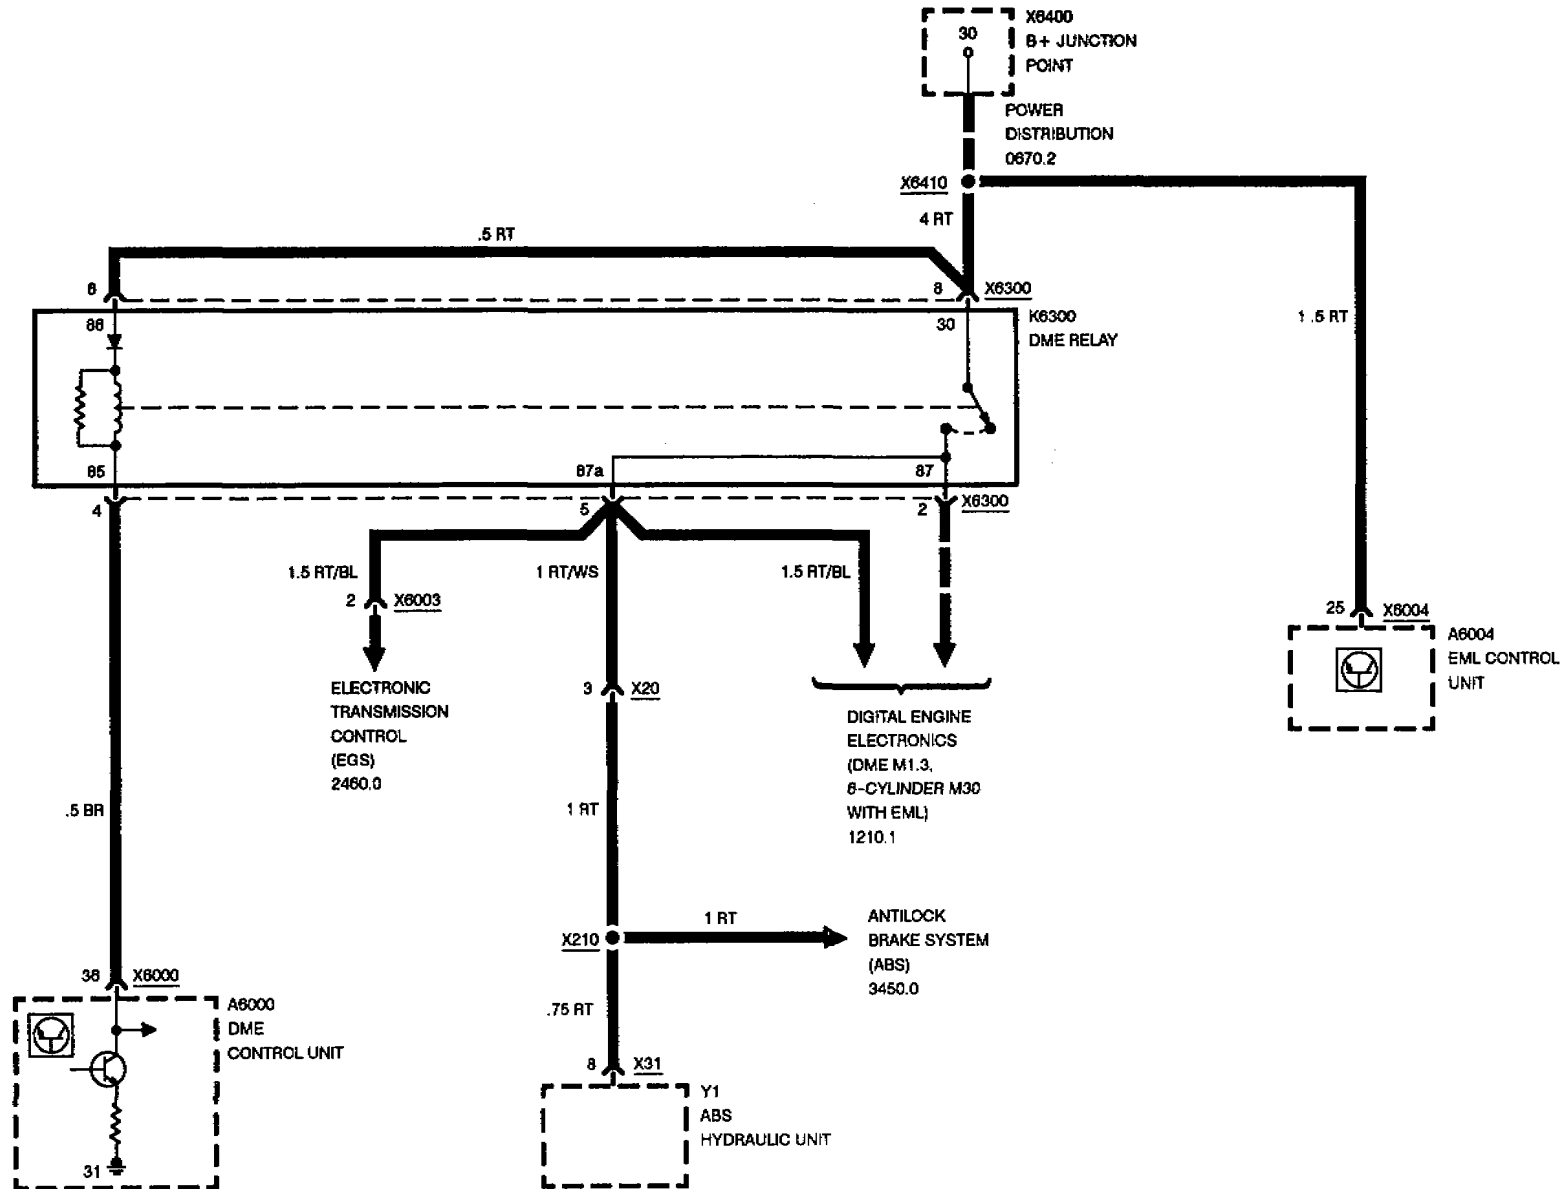 30
X6400
B+ JUNCTION
POINT
POWER
DISTRIBUTION
0670.2
X6410
4 RT
.5 RT
6
8
X6300
86
30
K6300
DME RELAY
1.5 RT
85
87a
87
4
5
2
X6300
1.5 RT/BL
1 RT/WS
1.5 RT/BL
2
X6003
25
X6004
A6004
EML CONTROL
UNIT
ELECTRONIC
TRANSMISSION
CONTROL
(EGS)
2460.0
3
X20
DIGITAL ENGINE
ELECTRONICS
(DME M1.3,
6-CYLINDER M30
WITH EML)
1210.1
.5 BR
1 RT
X210
1 RT
ANTILOCK
BRAKE SYSTEM
(ABS)
3450.0
36
X6000
A6000
DME
CONTROL UNIT
.75 RT
8
X31
Y1
ABS
HYDRAULIC UNIT
31